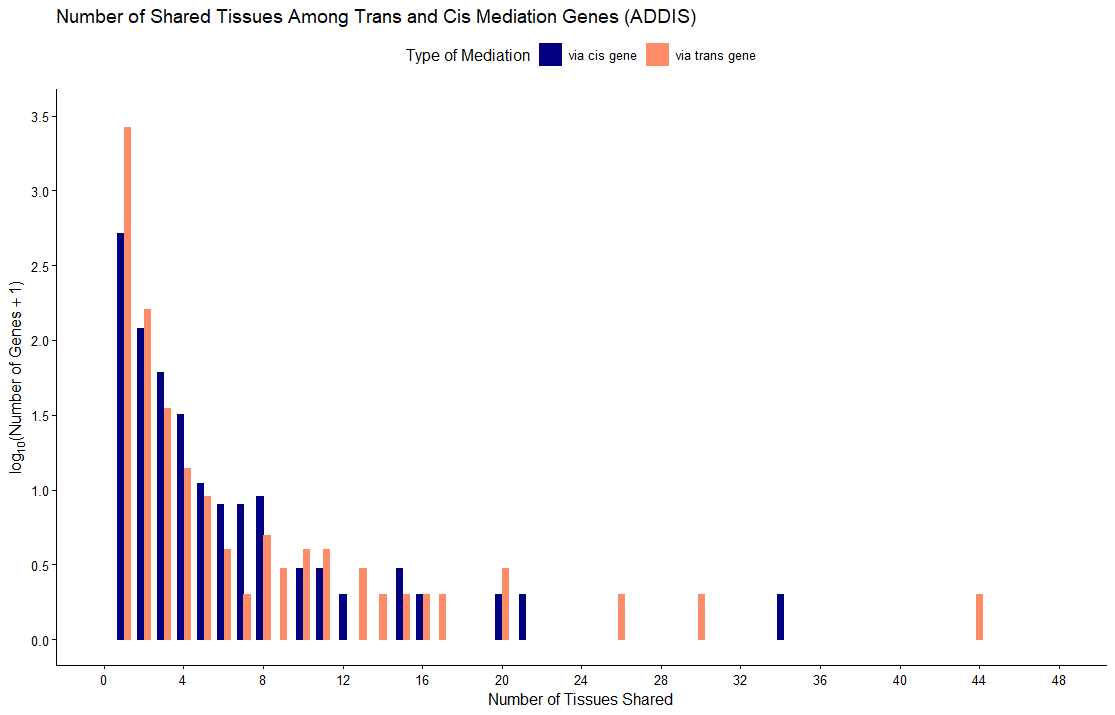 Number of Shared Tissues Among Trans and Cis Mediation Genes (ADDIS)
Type of Mediation via cis gene via trans gene
3.5
3.0
2.5
2.0
1.5
1.0
0.5
0.0
log10(Number of Genes + 1)
0 4 8 12 16 20 24 28 32 36 40 44 48
Number of Tissues Shared